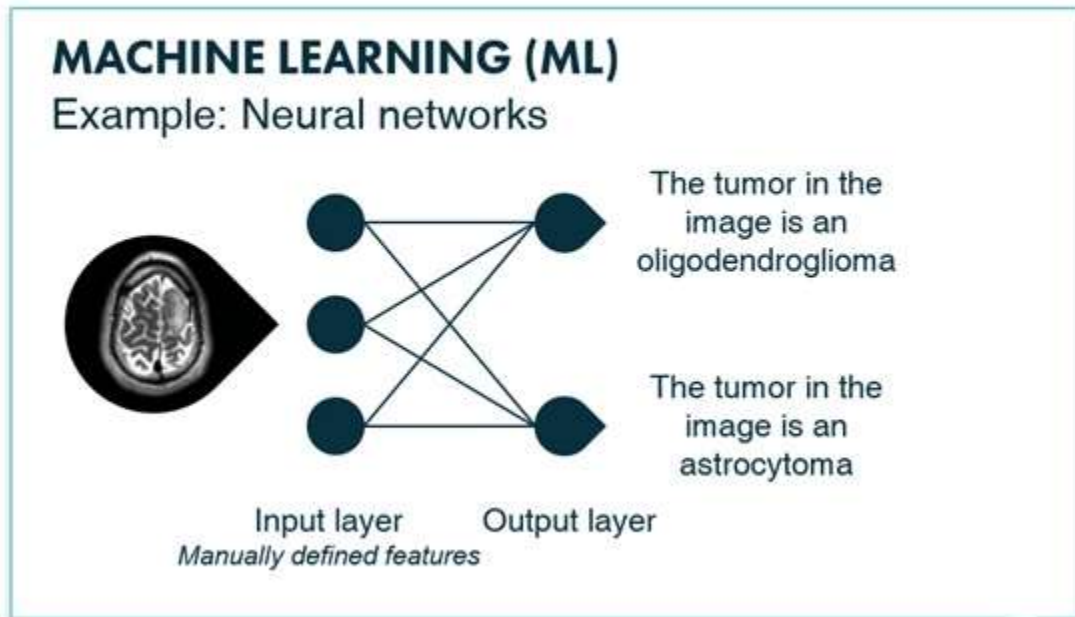 MACHINE LEARNING (ML)
Example: Neural networks
The tumor in the
image is an
oligodendroglioma
The tumor in the
image is an
astrocytoma
Input layer
Manually defined features
Output layer